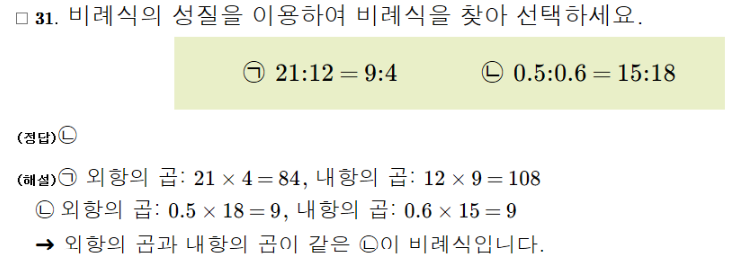 □ 31. 비례식의 성질을 이용하여 비례식을 찾아 선택하세요.
㉠ 21:12 = 9:4 ㉡ 0.5:0.6 = 15:18
(정답)㉡
(해설)㉠ 외항의 곱: 21 × 4 = 84, 내항의 곱: 12 × 9 = 108
㉡ 외항의 곱: 0.5 × 18 = 9, 내항의 곱: 0.6 × 15 = 9
➔ 외항의 곱과 내항의 곱이 같은 ㉡이 비례식입니다.